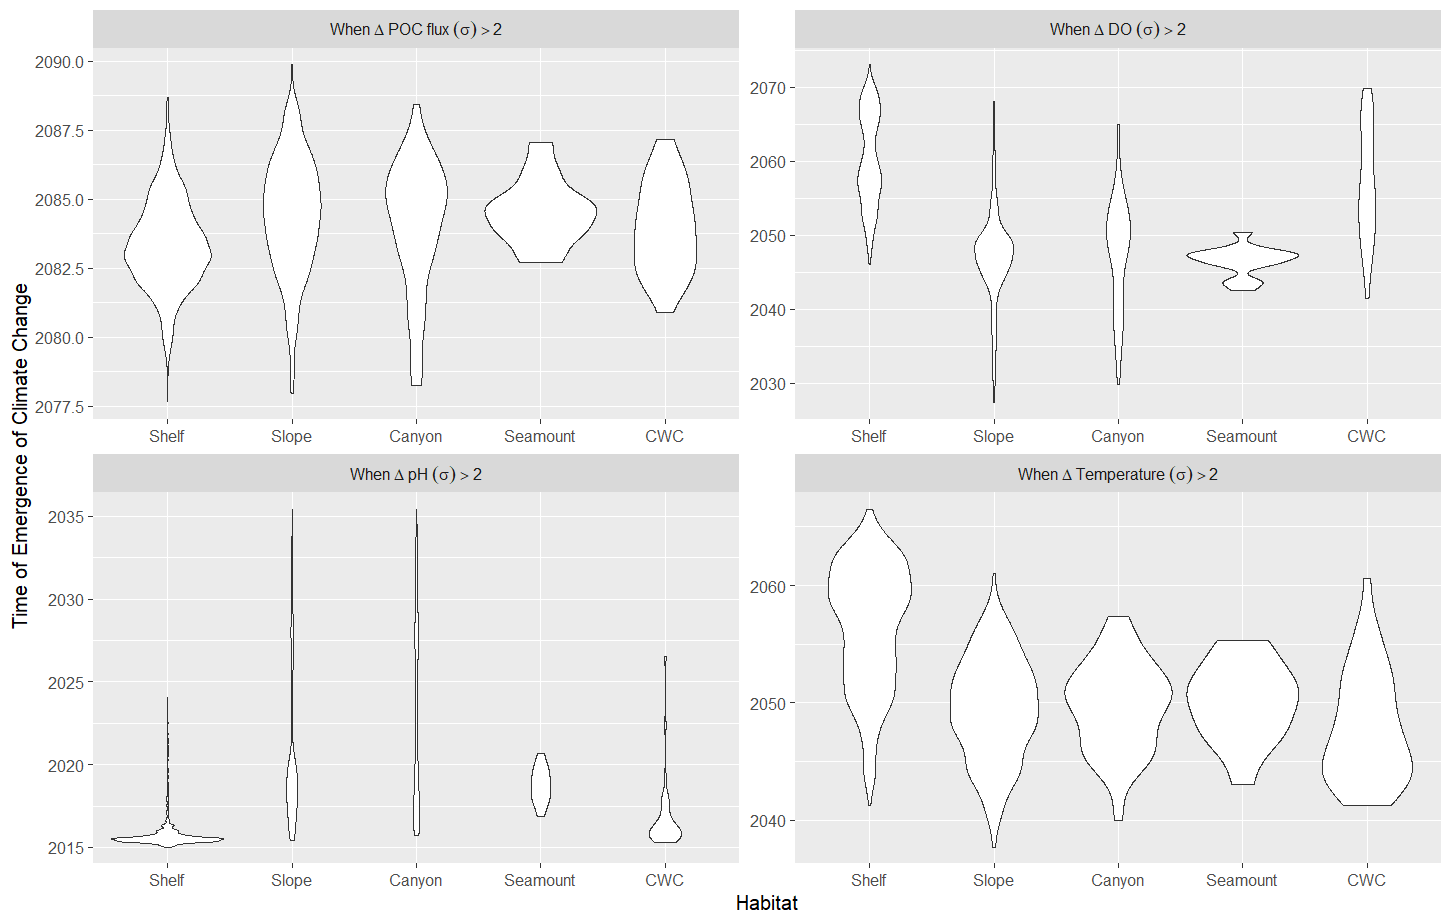 When Δ POC flux (σ) > 2
When Δ DO (σ) > 2
2090.0
2087.5
2085.0
2082.5
2080.0
2077.5
2070
2060
2050
2040
2030
Shelf Slope Canyon Seamount CWC
Shelf Slope Canyon Seamount CWC
Time of Emergence of Climate Change
When Δ pH (σ) > 2
When Δ Temperature (σ) > 2
2035
2030
2025
2020
2015
2060
2050
2040
Shelf Slope Canyon Seamount CWC
Shelf Slope Canyon Seamount CWC
Habitat